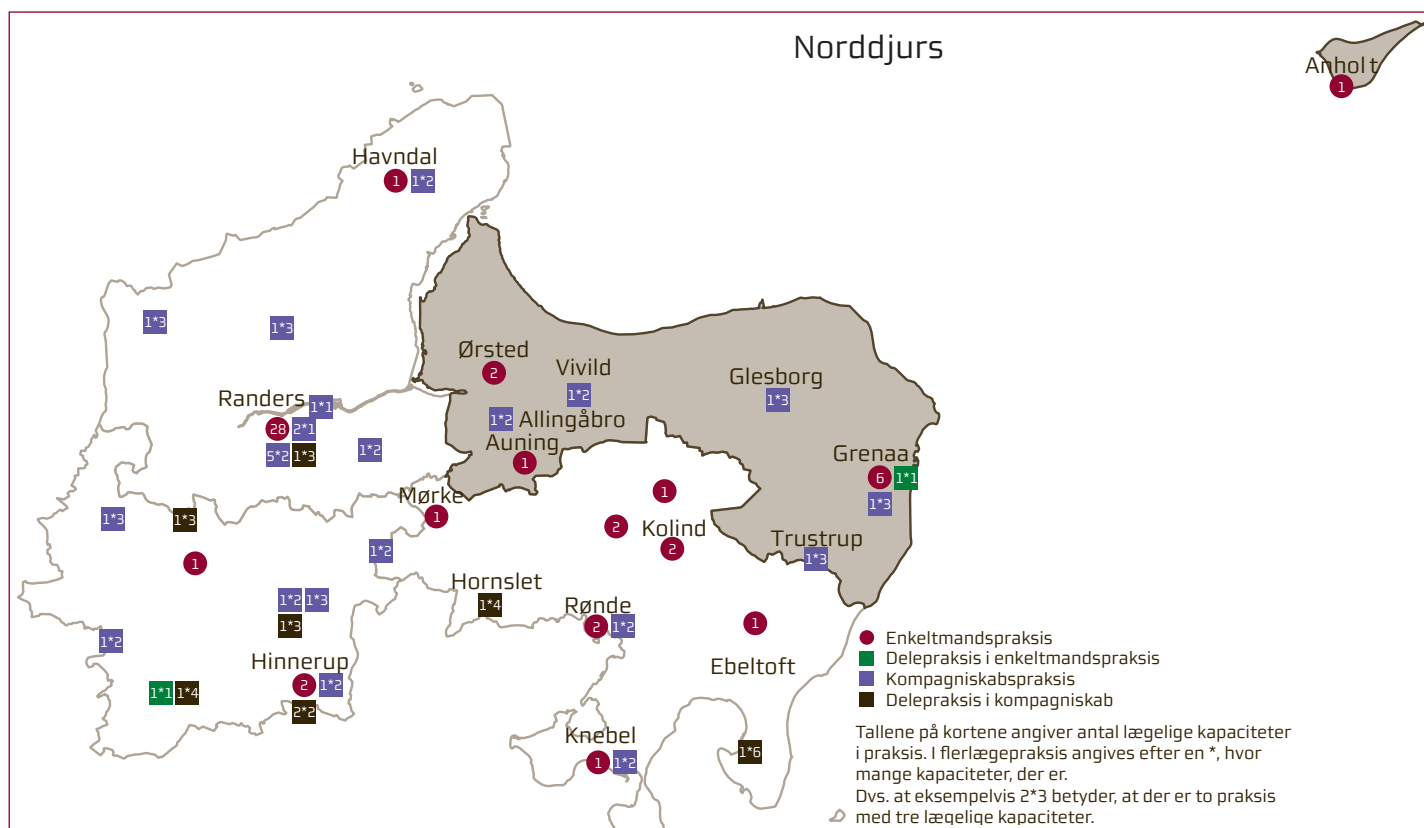 Norddjurs
Anholt
1
Havndal
1 1*2
1*3 1*3
Ørsted
2
Vivild
1*2
Glesborg
1*3
Randers 1*1
28 2*1
5*2 1*3
1*2
1*2 Allingåbro
Auning
1
Grenaa
6 1*1
1*3
Mørke
1
1
1*3 1*3
1
2
Kolind
2
1*2
Trustrup
1*3
Hornslet
1*4
1*2 1*3
1*3
Rønde
2 1*2
1
1*2
Hinnerup
2 1*2
2*2
1*1 1*4
Ebeltoft
Knebel
1 1*2
1*6
Enkeltmandspraksis
Delepraksis i enkeltmandspraksis
Kompagniskabspraksis
Delepraksis i kompagniskab
Tallene på kortene angiver antal lægelige kapaciteter
i praksis. I flerlægepraksis angives efter en *, hvor
mange kapaciteter, der er.
Dvs. at eksempelvis 2*3 betyder, at der er to praksis
med tre lægelige kapaciteter.